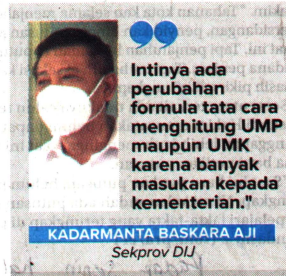 Intinya ada
perubahan
formula tata cara
menghitung UMP
maupun UMK
karena banyak
masukan kepada
kementerian."
KADARMANTA BASKARA AJI
Sekprov DIJ